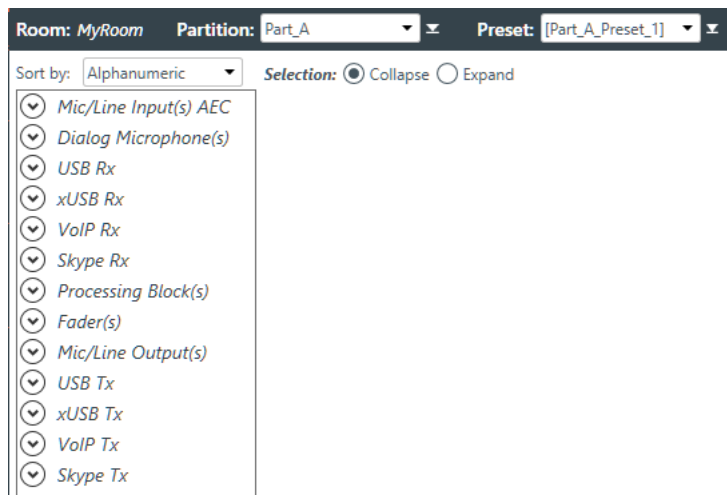 Room: MyRoom Partition: Part_A Preset: [Part_A_Preset_1]
Sort by: Alphanumeric Selection: Collapse Expand
Mic/Line Input(s) AEC
Dialog Microphone(s)
USB Rx
xUSB Rx
VoIP Rx
Skype Rx
Processing Block(s)
Fader(s)
Mic/Line Output(s)
USB Tx
xUSB Tx
VoIP Tx
Skype Tx